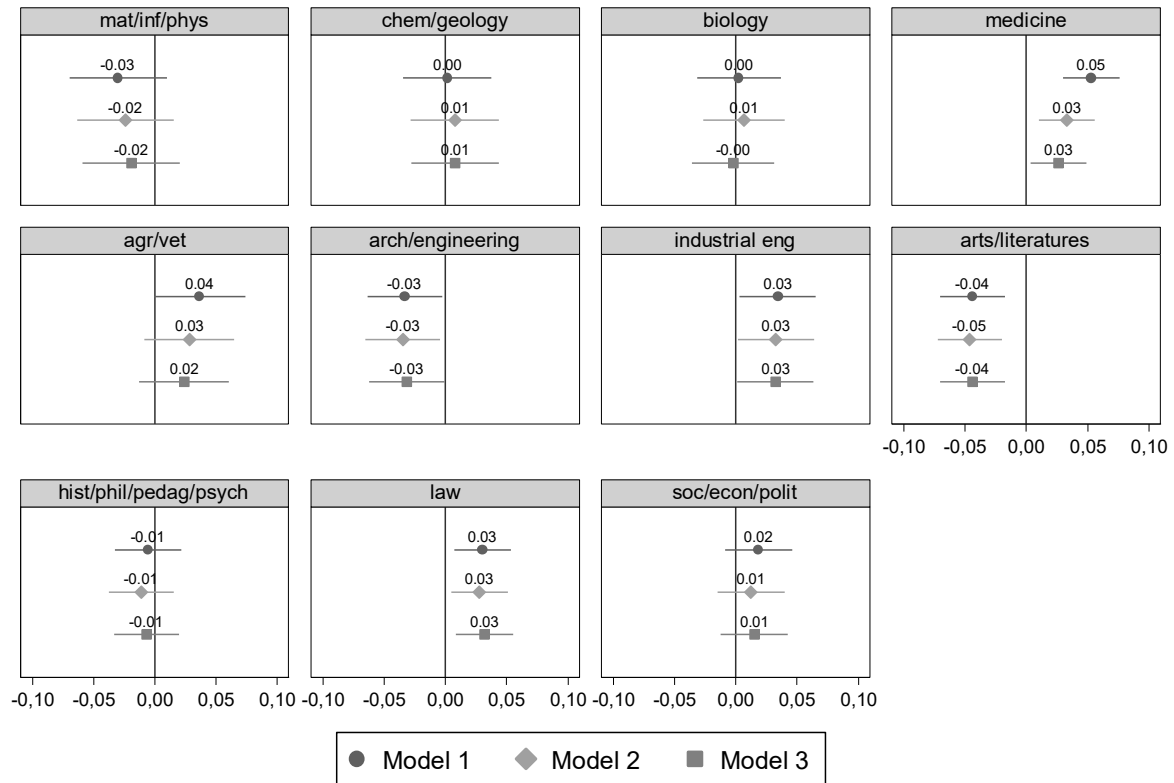 mat/inf/phys
-0.03
-0.02
-0.02
chem/geology
0.00
0.01
0.01
biology
0.00
0.01
-0.00
medicine
0.05
0.03
0.03
agr/vet
0.04
0.03
0.02
arch/engineering
-0.03
-0.03
-0.03
industrial eng
0.03
0.03
0.03
arts/literatures
-0.04
-0.05
-0.04
-0,10 -0,05 0,00 0,05 0,10
hist/phil/pedag/psych
-0.01
-0.01
-0.01
-0,10 -0,05 0,00 0,05 0,10
law
0.03
0.03
0.03
-0,10 -0,05 0,00 0,05 0,10
soc/econ/polit
0.02
0.01
0.01
-0,10 -0,05 0,00 0,05 0,10
Model 1 Model 2 Model 3